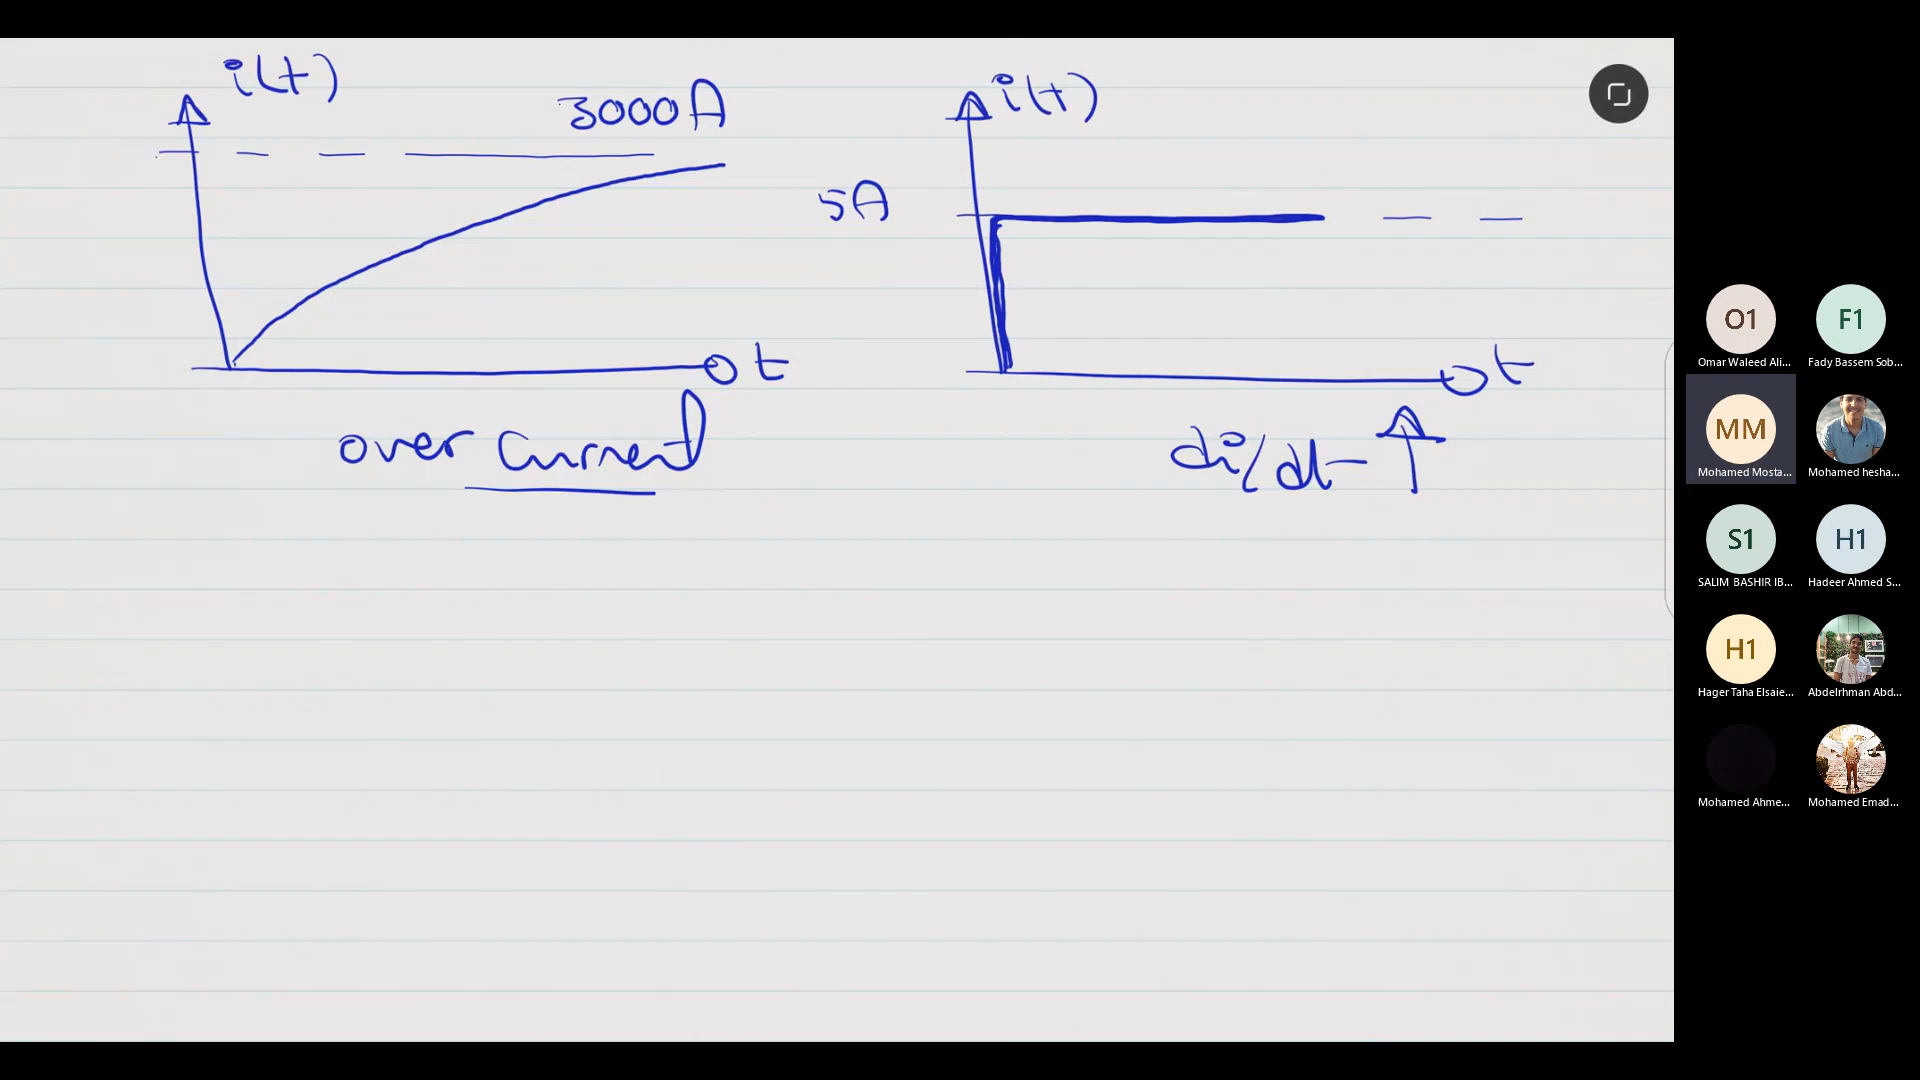 i(t)
3000A
i(t)
5A
t
t
over current
di/dt
O1
F1
Omar Waleed Ali...
Fady Bassem Sob...
MM
Mohamed Mosta...
Mohamed hesha...
S1
H1
SALIM BASHIR IB...
Hadeer Ahmed S...
H1
Hager Taha Elsaie...
Abdelrhman Abd...
Mohamed Ahme...
Mohamed Emad...